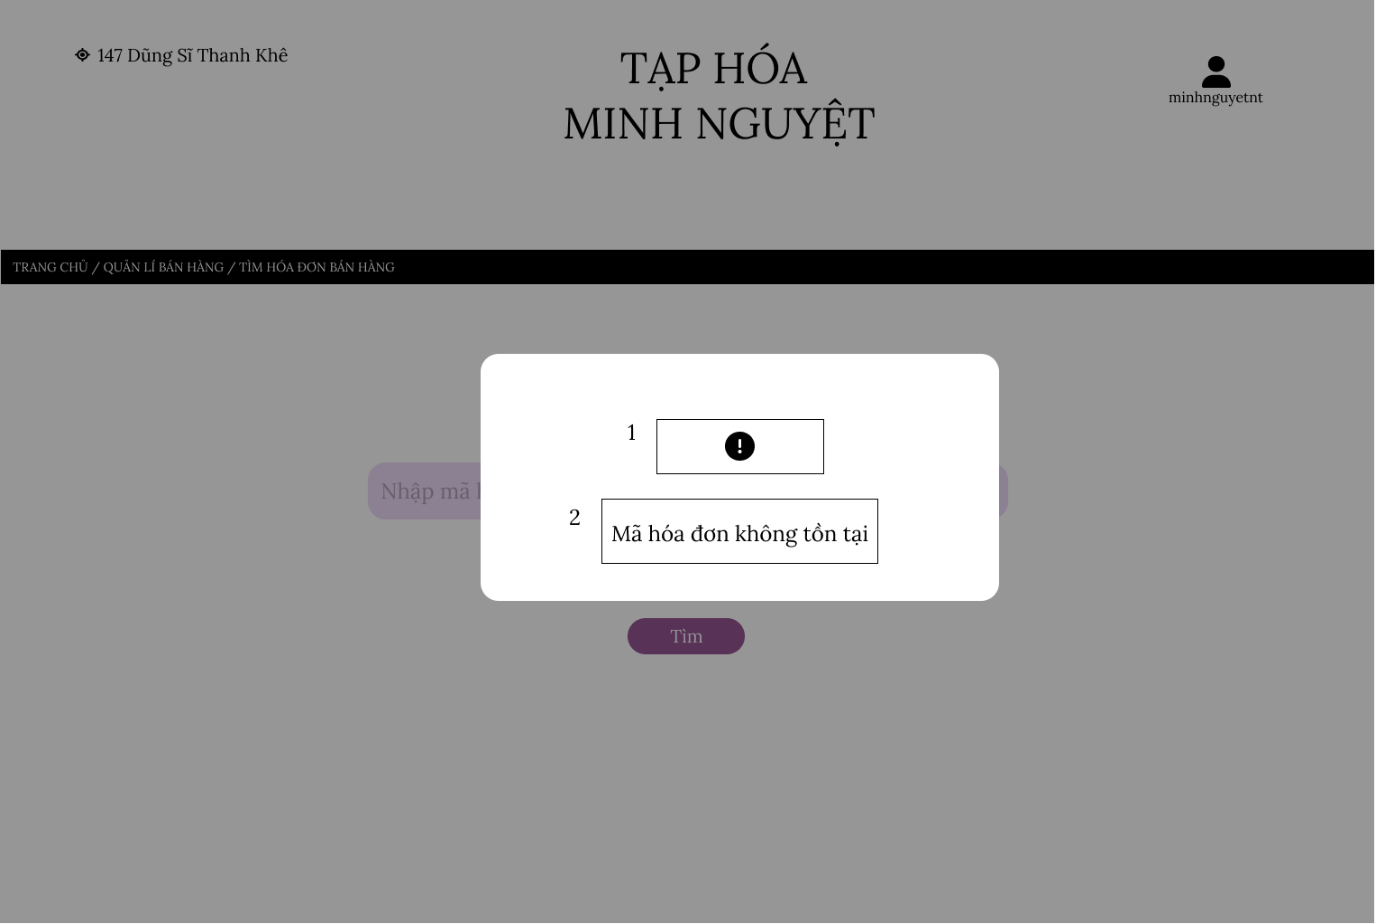 147 Dũng Sĩ Thanh Khê
TẠP HÓA
MINH NGUYỆT
minhnguyetnt
TRANG CHỦ / QUẢN LÍ BÁN HÀNG / TÌM HÓA ĐƠN BÁN HÀNG
1
Nhập mã
2
Mã hóa đơn không tồn tại
Tìm